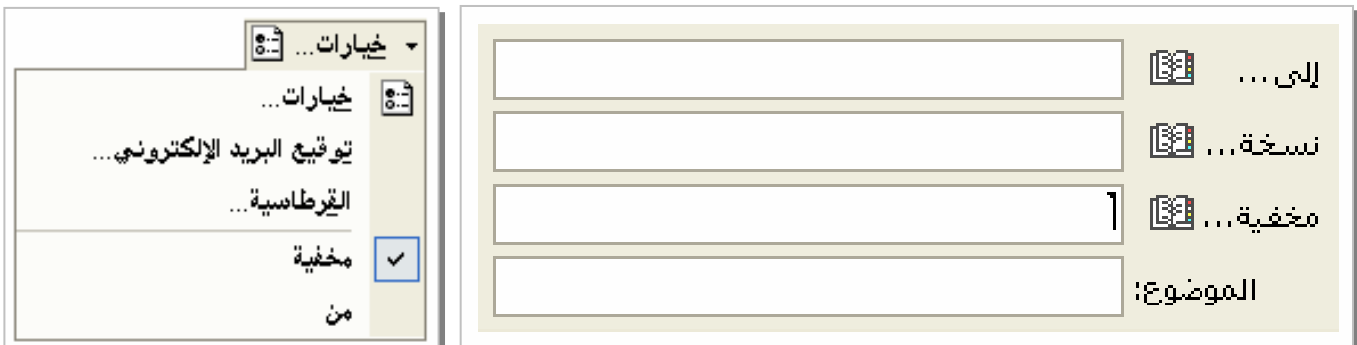 خيارات...
خيارات...
توقيع البريد الإلكتروني...
القرطاسية...
مخفية
من
إلى...
نسخة...
مخفية...
الموضوع: